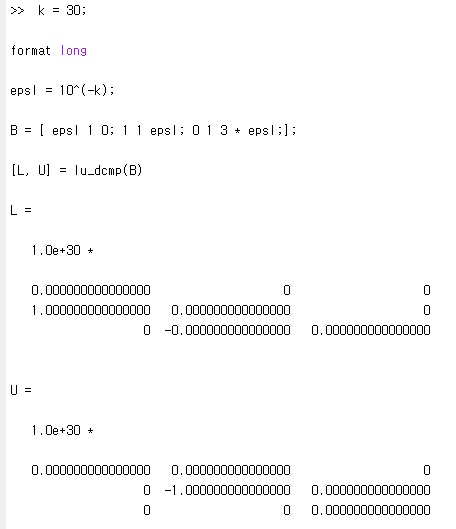 >> k = 30;
format long
epsl = 10^(-k);
B = [ epsl 1 0; 1 1 epsl; 0 1 3 * epsl;];
[L, U] = lu_dcmp(B)
L =
1.0e+30 *
0.000000000000000 0 0
1.000000000000000 0.000000000000000 0
0 -0.000000000000000 0.000000000000000
U =
1.0e+30 *
0.000000000000000 0.000000000000000 0
0 -1.000000000000000 0.000000000000000
0 0 0.000000000000000